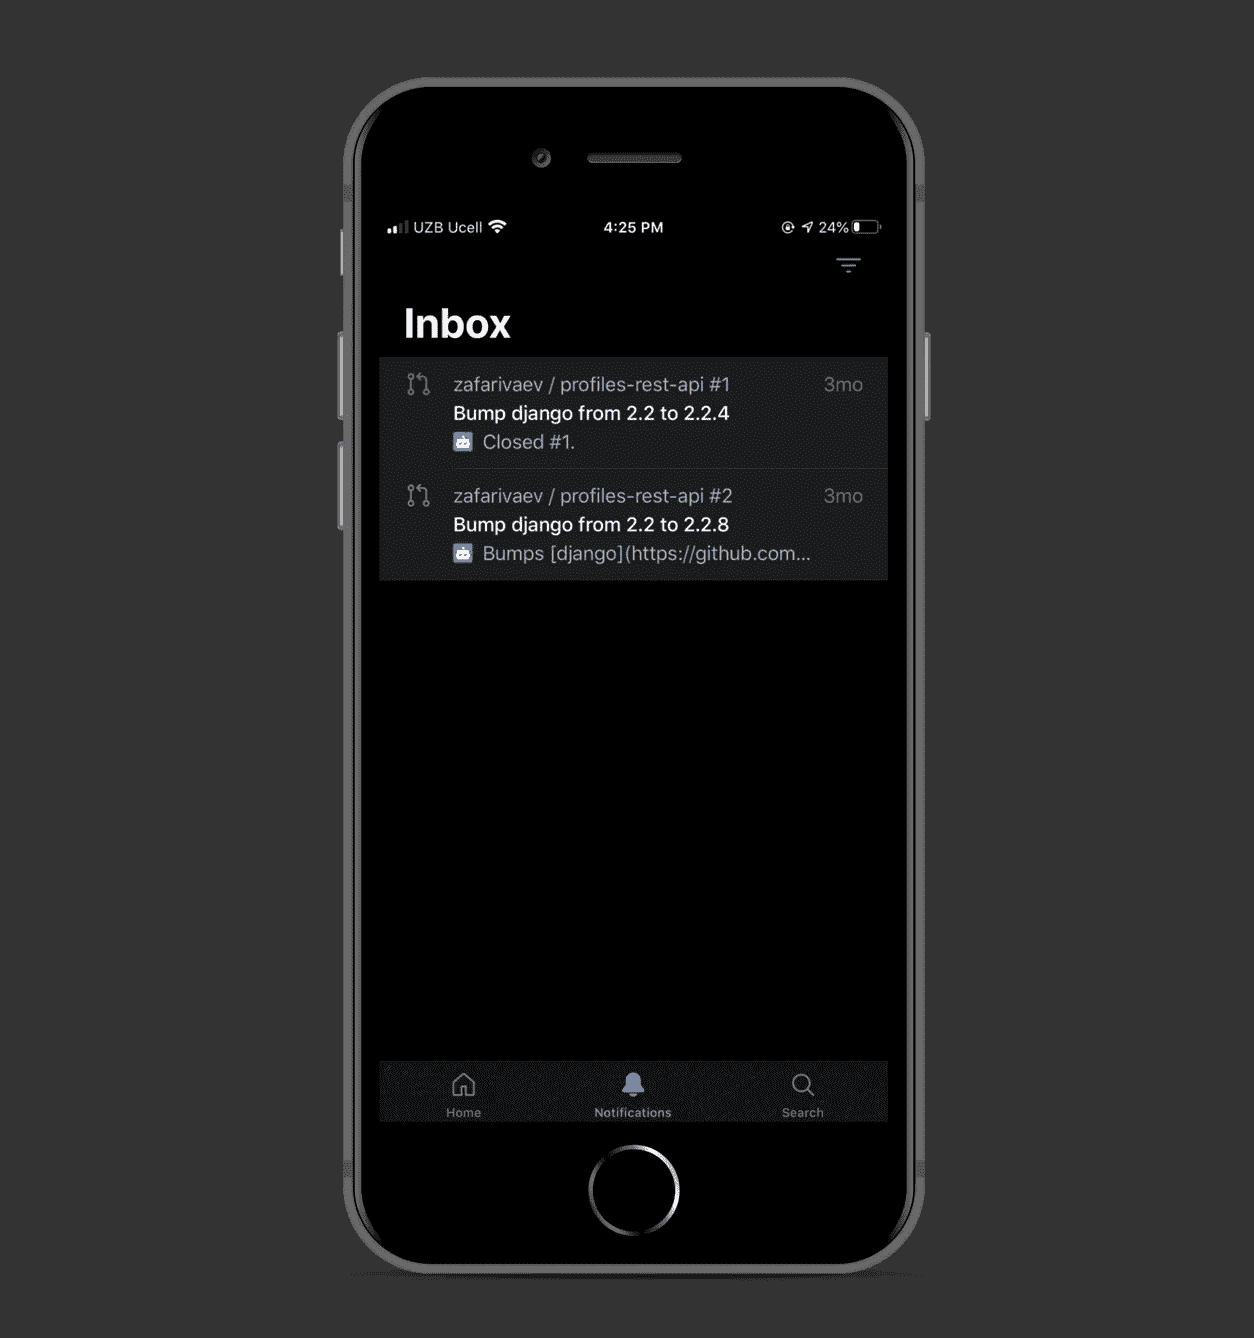 UZB Ucell 4:25 PM 24%
Inbox
zafarivaev / profiles-rest-api #1 3mo
Bump django from 2.2 to 2.2.4
Closed #1.
zafarivaev / profiles-rest-api #2 3mo
Bump django from 2.2 to 2.2.8
Bumps [django](https://github.com...
Home Notifications Search